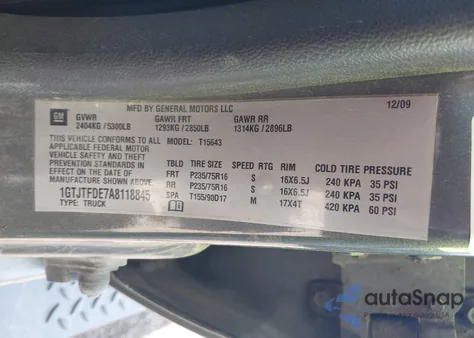 MFD BY GENERAL MOTORS LLC 12/09
GM GVWR GAWR FRT GAWR RR
2404KG/5300LB 1293KG/2850LB 1314KG/2896LB
THIS VEHICLE CONFORMS TO ALL T15643
APPLICABLE FEDERAL MOTOR
VEHICLE SAFETY AND THEFT
PREVENTION STANDARDS IN
EFFECT ON THE DATE OF
MANUFACTURE SHOWN ABOVE.
1GTJTFDE7A8118845
TYPE: TRUCK
TBLD TIRE SIZE SPEED RTG RIM COLD TIRE PRESSURE
FRT P235/75R16 S 16X6.5J 240 KPA 35 PSI
RR P235/75R16 S 16X6.5J 240 KPA 35 PSI
SPA T155/90D17 M 17X4T 420 KPA 60 PSI
autoSnap